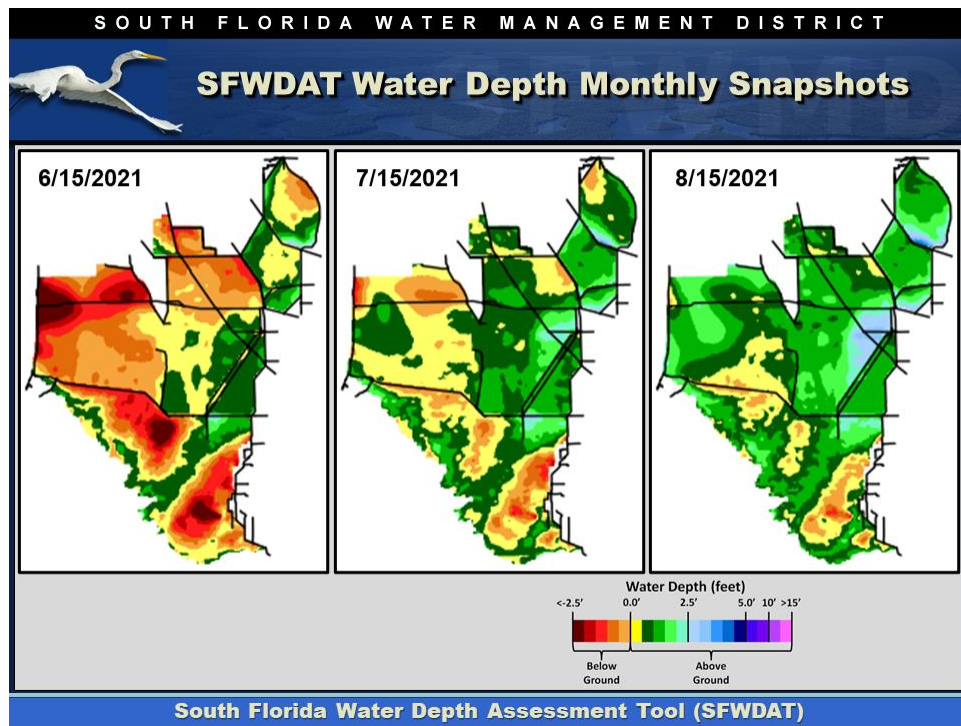 SOUTH FLORIDA WATER MANAGEMENT DISTRICT
SFWDAT Water Depth Monthly Snapshots
6/15/2021
7/15/2021
8/15/2021
Water Depth (feet)
<-2.5’ 0.0’ 2.5’ 5.0’ 10’ >15’
Below Above
Ground Ground
South Florida Water Depth Assessment Tool (SFWDAT)